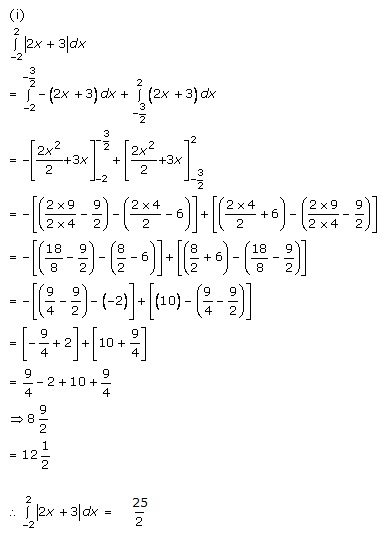 (i)
∫_{-2}^{2} |2x + 3| dx
= ∫_{-2}^{-3/2} -(2x + 3) dx + ∫_{-3/2}^{2} (2x + 3) dx
= -[2x²/2 + 3x]_{-2}^{-3/2} + [2x²/2 + 3x]_{-3/2}^{2}
= -[((2 × 9)/(2 × 4) - 9/2) - ((2 × 4)/2 - 6)] + [((2 × 4)/2 + 6) - ((2 × 9)/(2 × 4) - 9/2)]
= -[(18/8 - 9/2) - (8/2 - 6)] + [(8/2 + 6) - (18/8 - 9/2)]
= -[(9/4 - 9/2) - (-2)] + [(10) - (9/4 - 9/2)]
= [-9/4 + 2] + [10 + 9/4]
= 9/4 - 2 + 10 + 9/4
⇒ 8 9/2
= 12 1/2
∴ ∫_{-2}^{2} |2x + 3| dx = 25/2